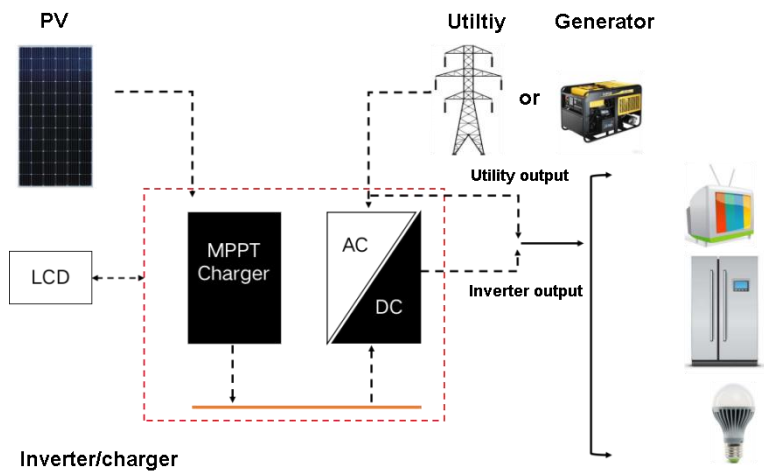 PV
Utiltiy
Generator
or
Utility output
MPPT
Charger
AC
DC
LCD
Inverter output
Inverter/charger